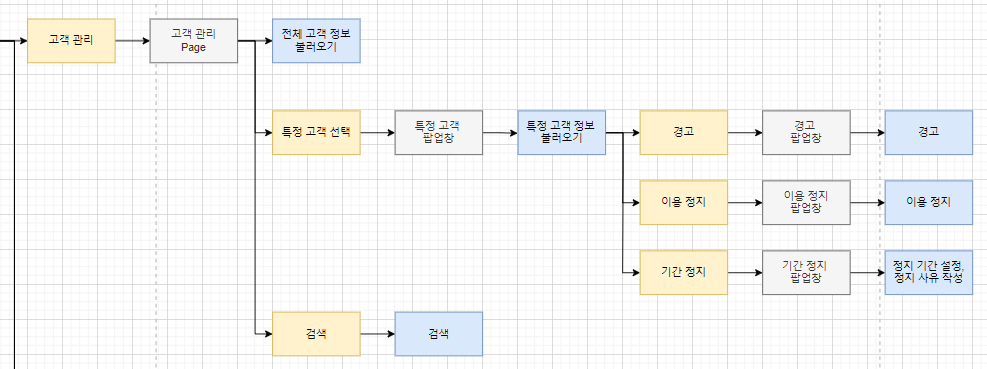 고객 관리
고객 관리
Page
전체 고객 정보
불러오기
특정 고객 선택
특정 고객
팝업창
특정 고객 정보
불러오기
경고
경고
팝업창
경고
이용 정지
이용 정지
팝업창
이용 정지
기간 정지
기간 정지
팝업창
정지 기간 설정,
정지 사유 작성
검색
검색